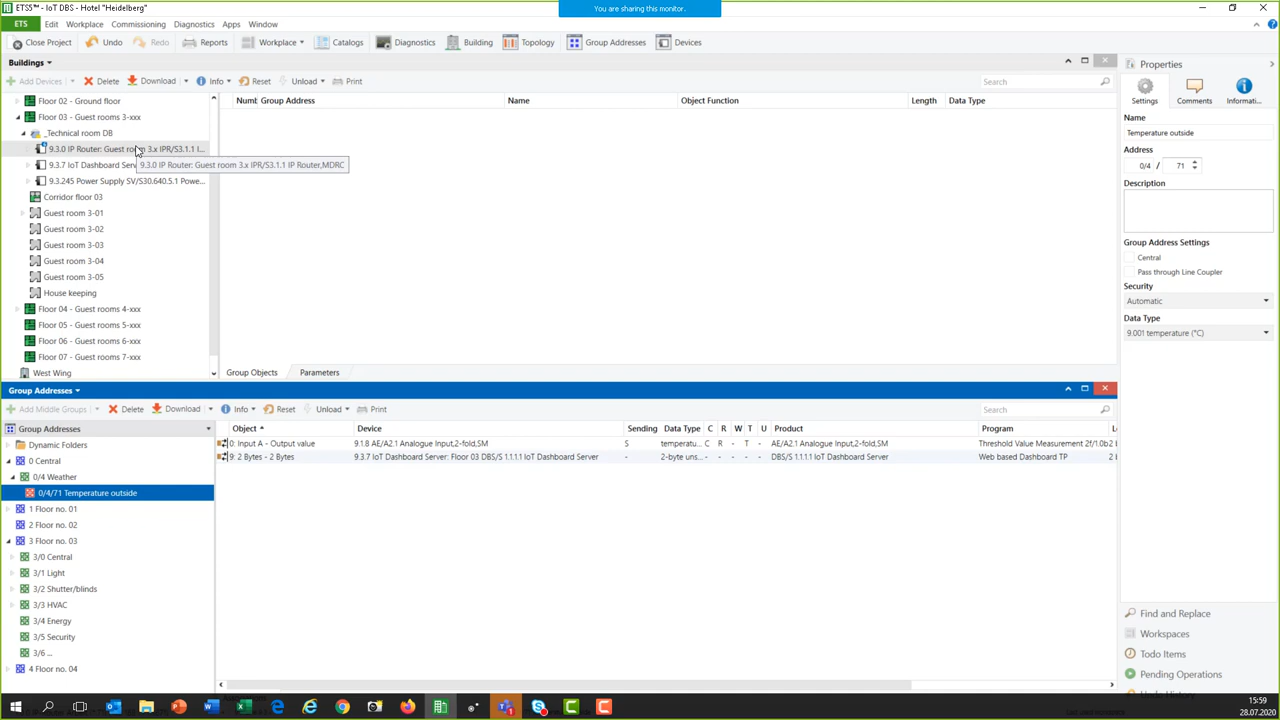 ETS5™ - IoT DBS - Hotel "Heidelberg"
You are sharing this monitor.
ETS Edit Workplace Commissioning Diagnostics Apps Window
Close Project Undo Redo Reports Workplace Catalogs Diagnostics Building Topology Group Addresses Devices
Buildings
Add Devices Delete Download Info Reset Unload Print Search
Floor 02 - Ground floor
Floor 03 - Guest rooms 3-xxx
_Technical room DB
9.3.0 IP Router: Guest room 3.x IPR/S3.1.1 I...
9.3.7 IoT Dashboard Serv
9.3.0 IP Router: Guest room 3.x IPR/S3.1.1 IP Router,MDRC
9.3.245 Power Supply SV/S30.640.5.1 Powe...
Corridor floor 03
Guest room 3-01
Guest room 3-02
Guest room 3-03
Guest room 3-04
Guest room 3-05
House keeping
Floor 04 - Guest rooms 4-xxx
Floor 05 - Guest rooms 5-xxx
Floor 06 - Guest rooms 6-xxx
Floor 07 - Guest rooms 7-xxx
West Wing
Numl Group Address Name Object Function Length Data Type
Group Objects Parameters
Properties
Settings Comments Informati...
Name
Temperature outside
Address
0/4 / 71
Description
Group Address Settings
Central
Pass through Line Coupler
Security
Automatic
Data Type
9.001 temperature (°C)
Find and Replace
Workspaces
Todo Items
Pending Operations
Group Addresses
Add Middle Groups Delete Download Info Reset Unload Print Search
Group Addresses
Dynamic Folders
0 Central
0/4 Weather
0/4/71 Temperature outside
1 Floor no. 01
2 Floor no. 02
3 Floor no. 03
3/0 Central
3/1 Light
3/2 Shutter/blinds
3/3 HVAC
3/4 Energy
3/5 Security
3/6 ...
4 Floor no. 04
Object Device Sending Data Type C R W T U Product Program L
0: Input A - Output value 9.1.8 AE/A2.1 Analogue Input,2-fold,SM S temperatu... C R - T - AE/A2.1 Analogue Input,2-fold,SM Threshold Value Measurement 2f/1.0b 2 b
9: 2 Bytes - 2 Bytes 9.3.7 IoT Dashboard Server: Floor 03 DBS/S 1.1.1.1 IoT Dashboard Server - 2-byte uns... - - - - - DBS/S 1.1.1.1 IoT Dashboard Server Web based Dashboard TP 2 b
15:59
28.07.2020